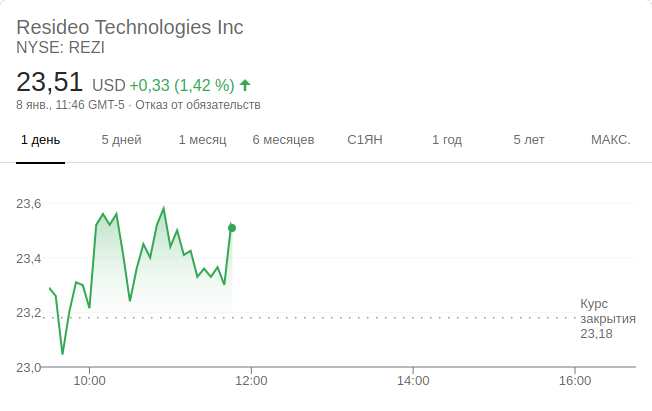 Resideo Technologies Inc
NYSE: REZI
23,51 USD +0,33 (1,42 %)
8 янв., 11:46 GMT-5 · Отказ от обязательств
1 день 5 дней 1 месяц 6 месяцев С1ЯН 1 год 5 лет МАКС.
23,6
23,4
23,2
23,0
Курс
закрытия
23,18
10:00 12:00 14:00 16:00